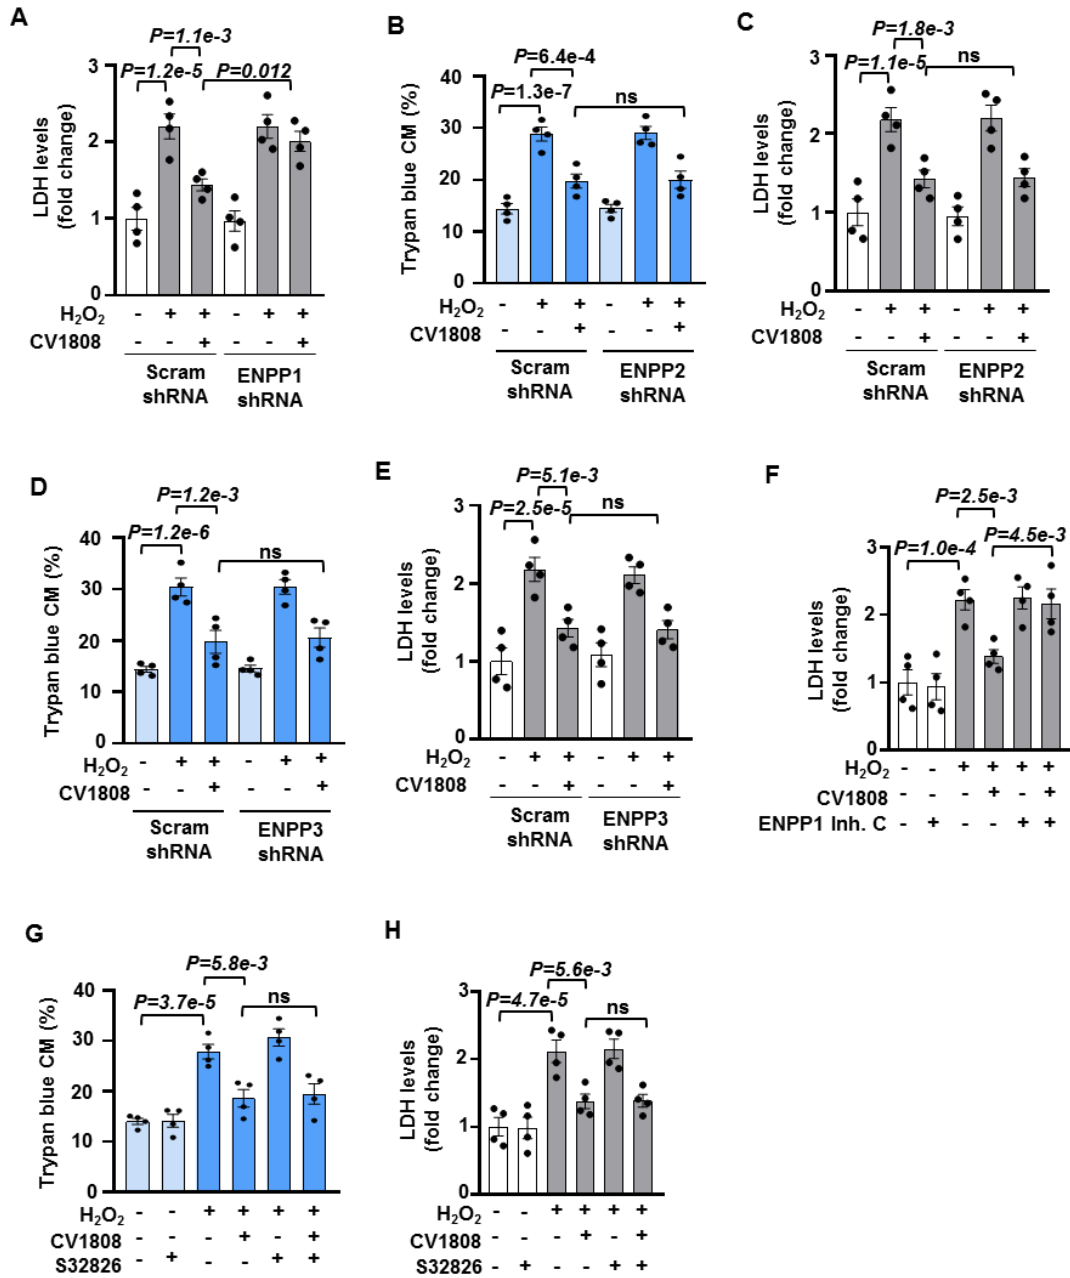 A
P=1.1e-3
P=1.2e-5
P=0.012
3
2
1
0
LDH levels
(fold change)
H₂O₂
- + + - + +
CV1808
- - + - - +
Scram
shRNA
ENPP1
shRNA
B
P=6.4e-4
P=1.3e-7
ns
40
30
20
10
0
Trypan blue CM (%)
H₂O₂
- + + - + +
CV1808
- - + - - +
Scram
shRNA
ENPP2
shRNA
C
P=1.8e-3
P=1.1e-5
ns
3
2
1
0
LDH levels
(fold change)
H₂O₂
- + + - + +
CV1808
- - + - - +
Scram
shRNA
ENPP2
shRNA
D
P=1.2e-3
P=1.2e-6
ns
40
30
20
10
0
Trypan blue CM (%)
H₂O₂
- + + - + +
CV1808
- - + - - +
Scram
shRNA
ENPP3
shRNA
E
P=5.1e-3
P=2.5e-5
ns
3
2
1
0
LDH levels
(fold change)
H₂O₂
- + + - + +
CV1808
- - + - - +
Scram
shRNA
ENPP3
shRNA
F
P=2.5e-3
P=1.0e-4
P=4.5e-3
3
2
1
0
LDH levels
(fold change)
H₂O₂
- - + + + +
CV1808
- - - + - +
ENPP1 Inh. C
- + - - + +
G
P=5.8e-3
P=3.7e-5
ns
40
30
20
10
0
Trypan blue CM (%)
H₂O₂
- - + + + +
CV1808
- - - + - +
S32826
- + - - + +
H
P=5.6e-3
P=4.7e-5
ns
3
2
1
0
LDH levels
(fold change)
H₂O₂
- - + + + +
CV1808
- - - + - +
S32826
- + - - + +